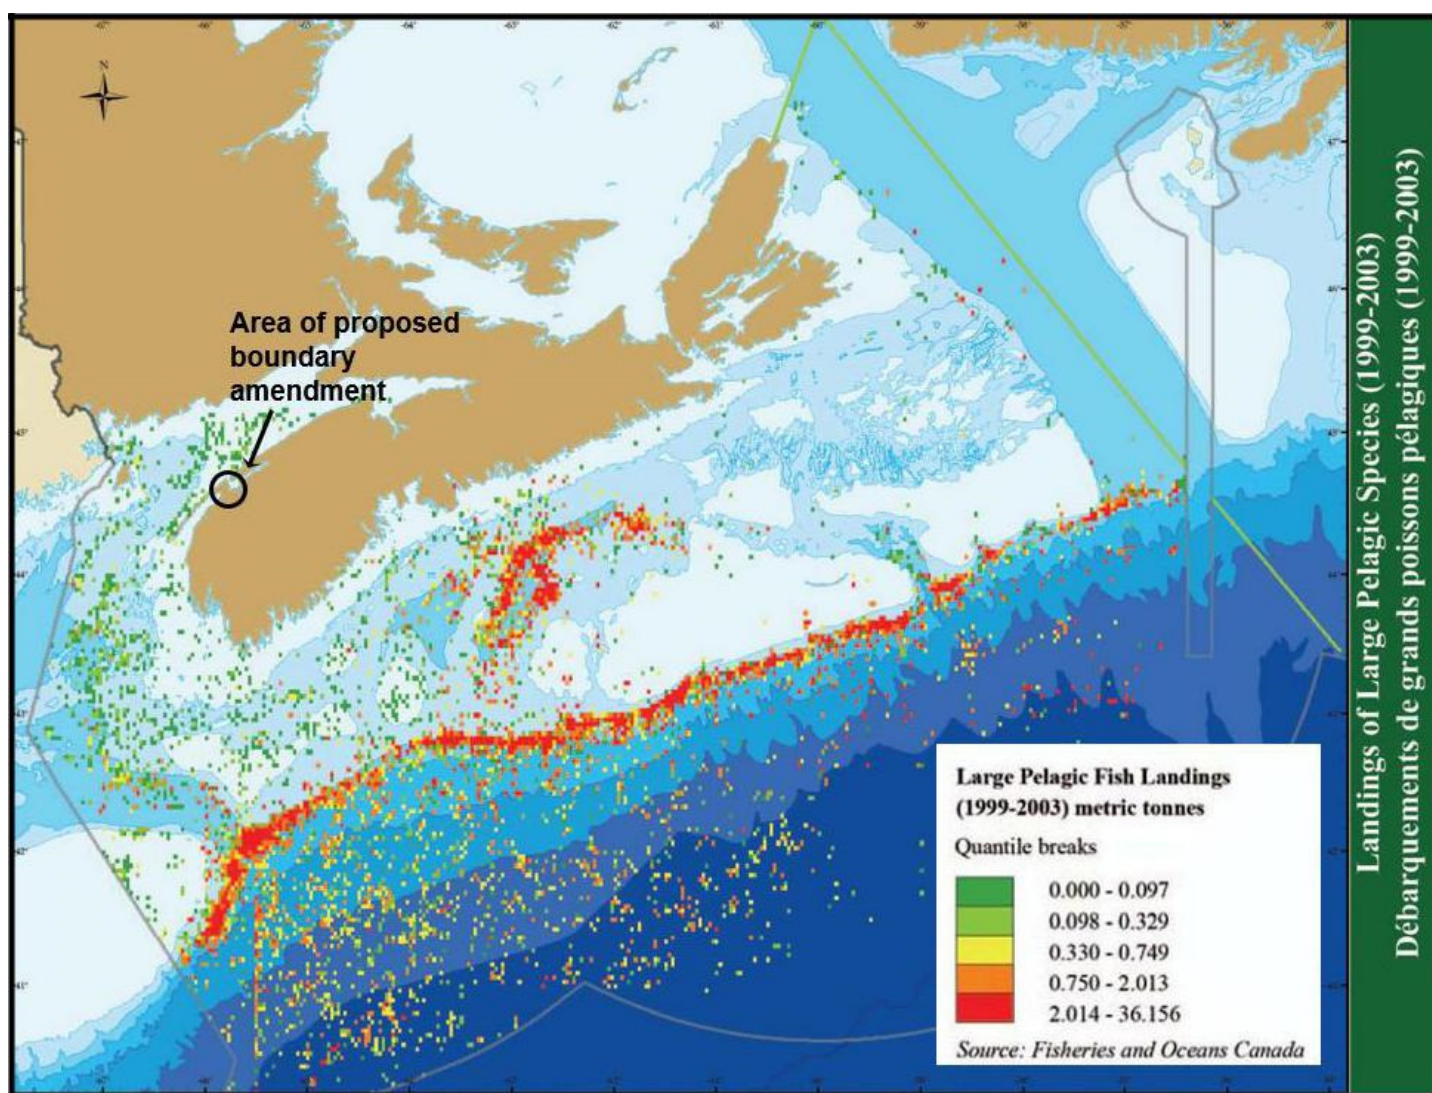 N
Area of proposed
boundary
amendment
Large Pelagic Fish Landings
(1999-2003) metric tonnes
Quantile breaks
0.000 - 0.097
0.098 - 0.329
0.330 - 0.749
0.750 - 2.013
2.014 - 36.156
Source: Fisheries and Oceans Canada
Landings of Large Pelagic Species (1999-2003)
Débarquements de grands poissons pélagiques (1999-2003)